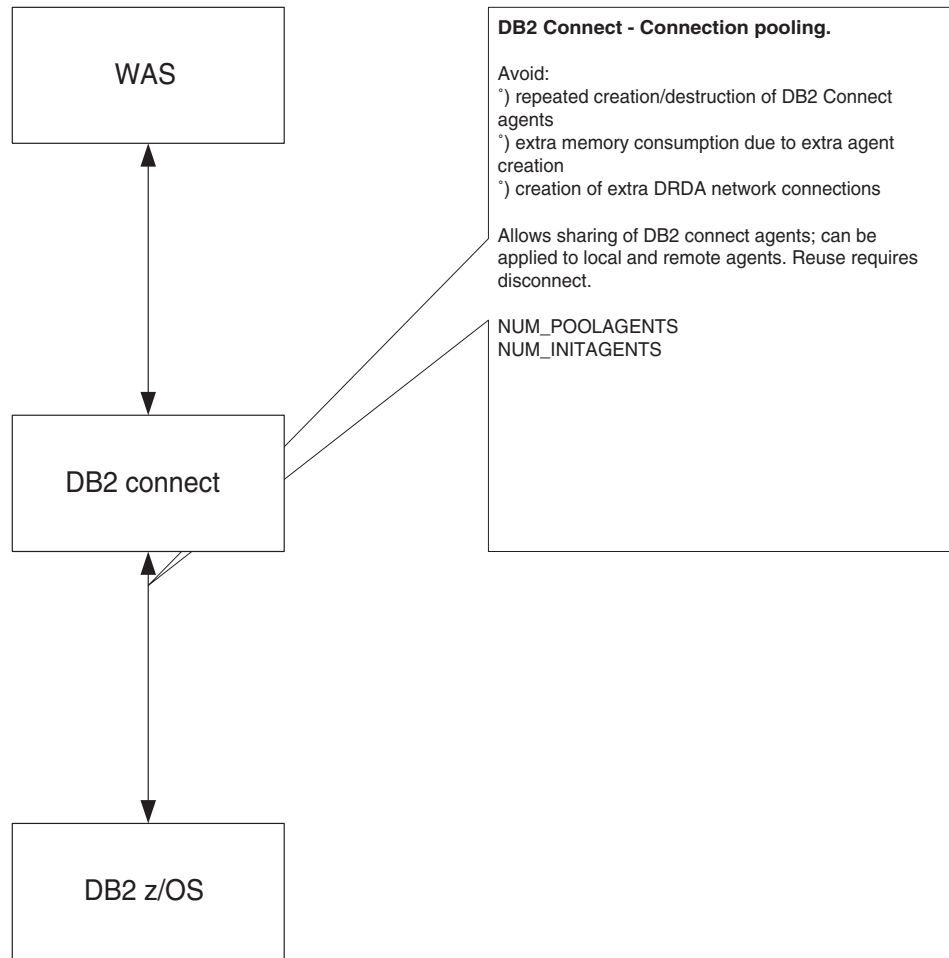 WAS
DB2 Connect - Connection pooling.
Avoid:
°) repeated creation/destruction of DB2 Connect
agents
°) extra memory consumption due to extra agent
creation
°) creation of extra DRDA network connections
Allows sharing of DB2 connect agents; can be
applied to local and remote agents. Reuse requires
disconnect.
NUM_POOLAGENTS
NUM_INITAGENTS
DB2 connect
DB2 z/OS